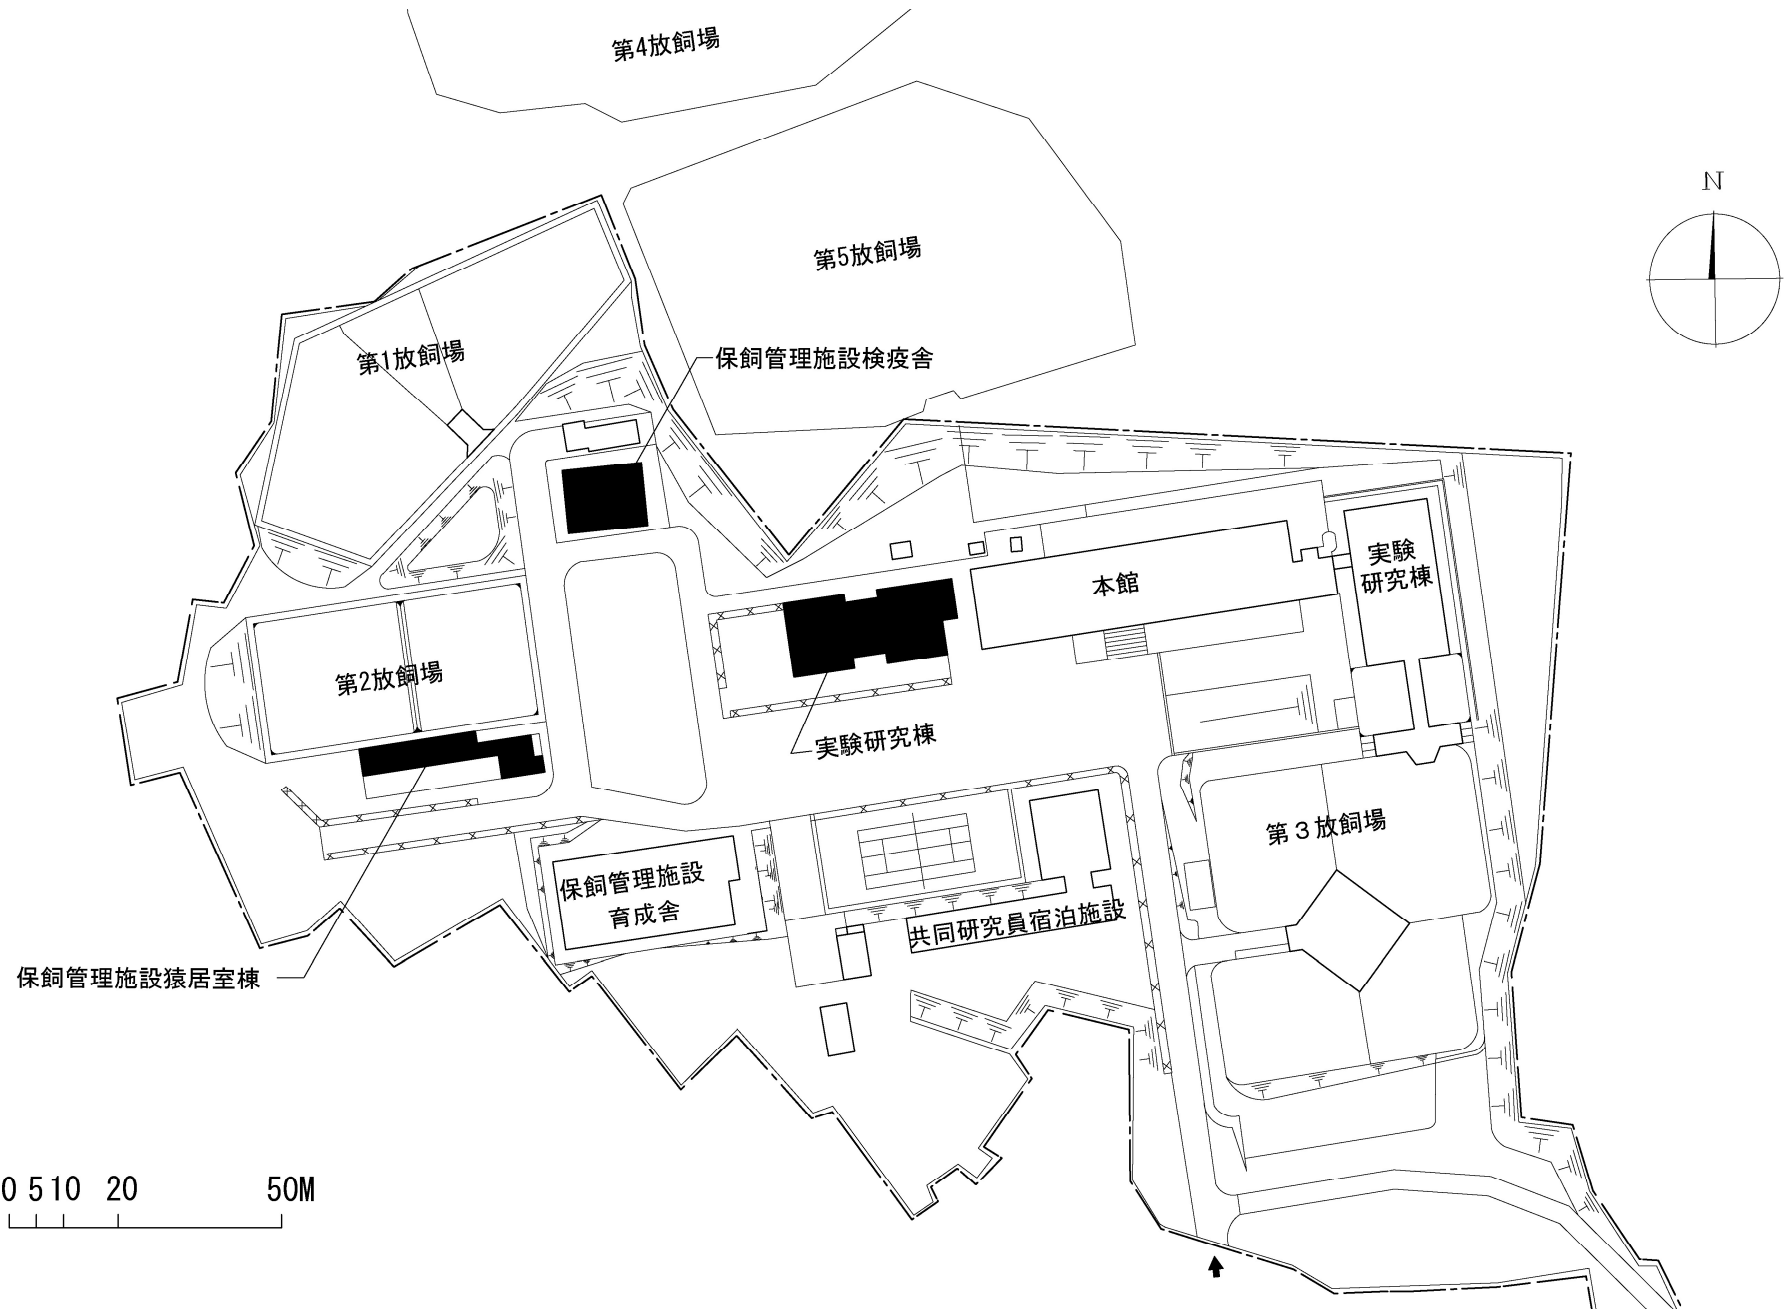 第4放飼場
N
第5放飼場
第1放飼場
保飼管理施設検疫舎
実験
研究棟
本館
第2放飼場
実験研究棟
第３放飼場
保飼管理施設
育成舎
共同研究員宿泊施設
保飼管理施設猿居室棟
0 5 10 20 50M